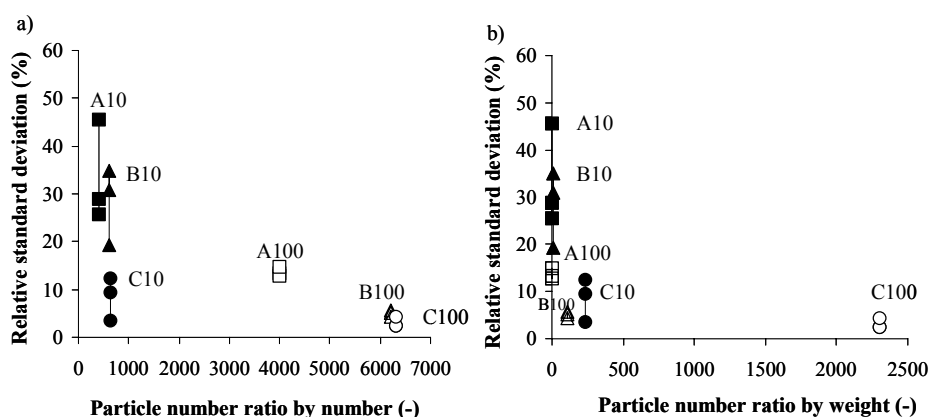 a)
Relative standard deviation (%)
60
50
40
30
20
10
0
A10
B10
C10
A100
B100
C100
0 1000 2000 3000 4000 5000 6000 7000
Particle number ratio by number (-)
b)
Relative standard deviation (%)
60
50
40
30
20
10
0
A10
B10
A100
B100
C10
C100
0 500 1000 1500 2000 2500
Particle number ratio by weight (-)